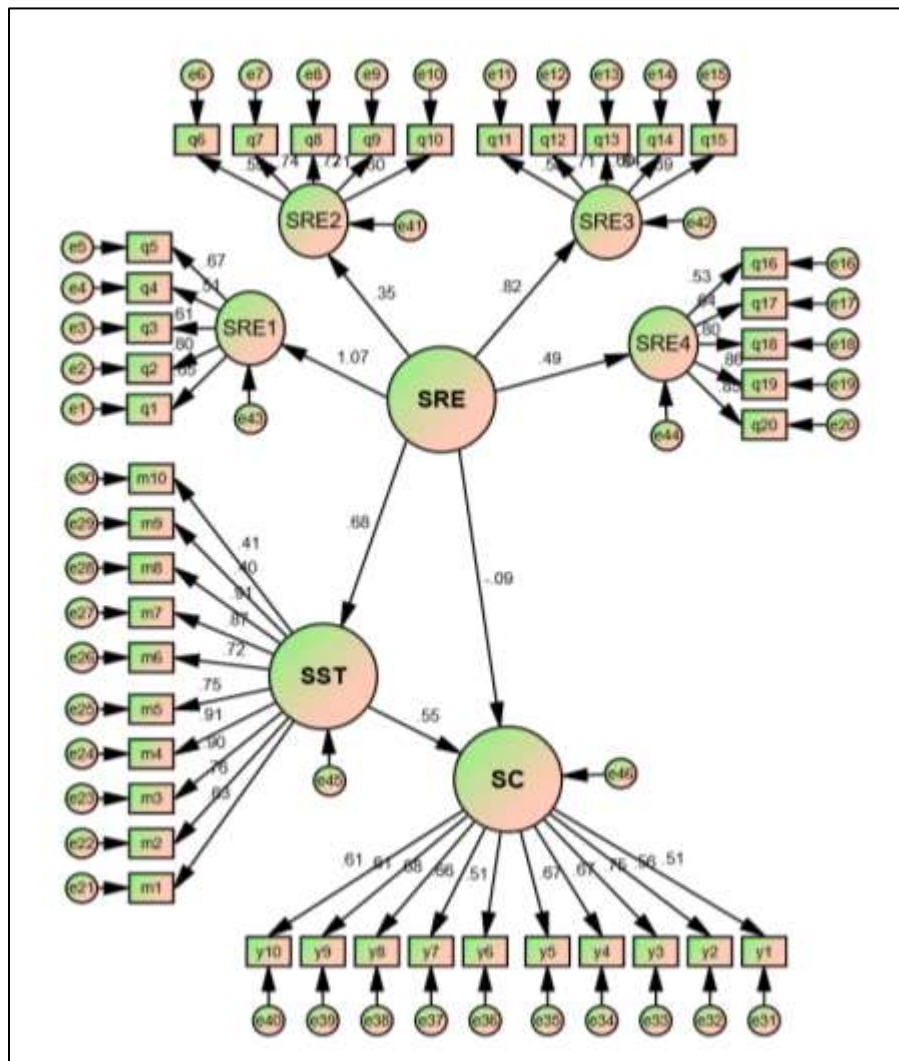 e6 e7 e8 e9 e10 e11 e12 e13 e14 e15
q6 q7 q8 q9 q10 q11 q12 q13 q14 q15
.74 .71
SRE2 e41 SRE3 e42
e5 q5 .67
e4 q4 .51
e3 q3 .61 SRE1
e2 q2 .80
e1 q1
e43
.35 .82
1.07 SRE .49
.53 q16 e16
.64 q17 e17
SRE4 .80 q18 e18
.86 q19 e19
q20 e20
e44
.68 -.09
e30 m10 .41
e29 m9 .40
e28 m8 .91
e27 m7 .87
e26 m6 .72
e25 m5 .75
e24 m4 .91
e23 m3 .90
e22 m2 .76
e21 m1 .63
SST e45
.55
SC e46
.61 .61 .68 .66 .51 .67 .67 .75 .56 .51
y10 y9 y8 y7 y6 y5 y4 y3 y2 y1
e40 e39 e38 e37 e36 e35 e34 e33 e32 e31